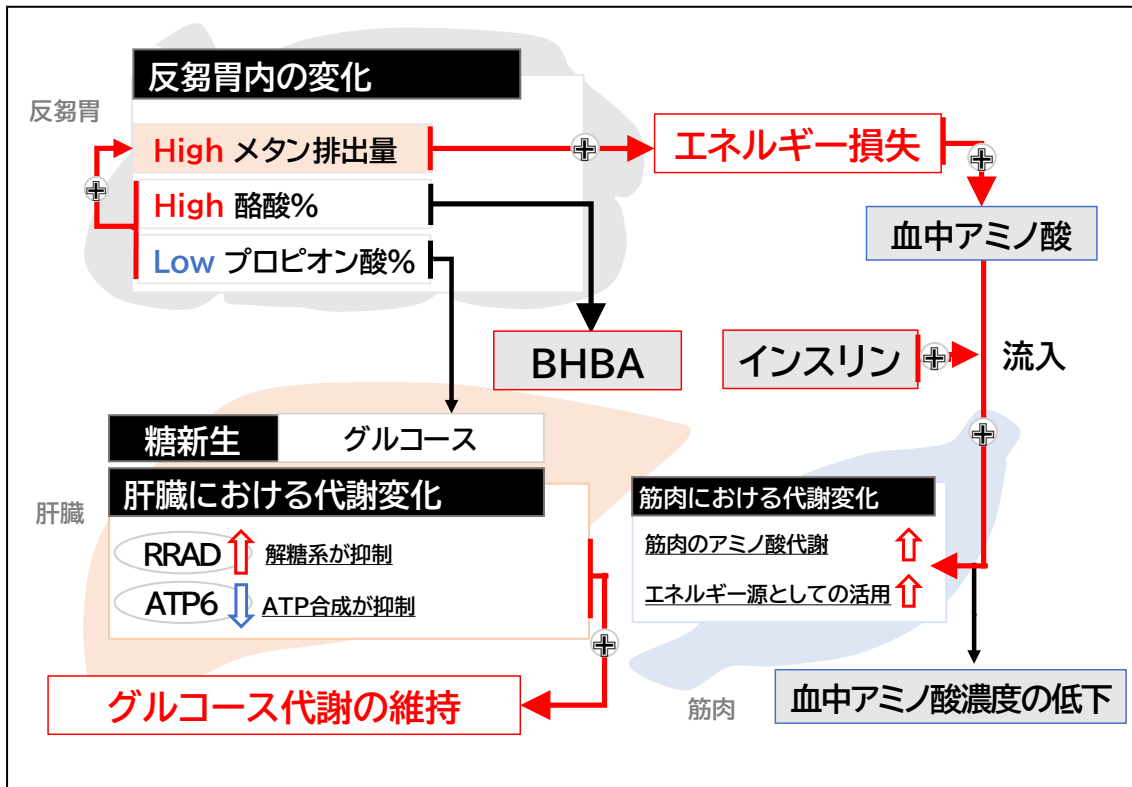 反芻胃内の変化
反芻胃
High メタン排出量
エネルギー損失
High 酪酸%
Low プロピオン酸%
血中アミノ酸
BHBA
インスリン
流入
糖新生
グルコース
肝臓における代謝変化
肝臓
RRAD
解糖系が抑制
ATP6
ATP合成が抑制
筋肉における代謝変化
筋肉のアミノ酸代謝
エネルギー源としての活用
グルコース代謝の維持
筋肉
血中アミノ酸濃度の低下